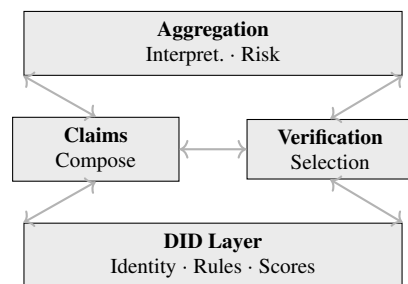 Aggregation
Interpret. · Risk
Claims
Compose
Verification
Selection
DID Layer
Identity · Rules · Scores